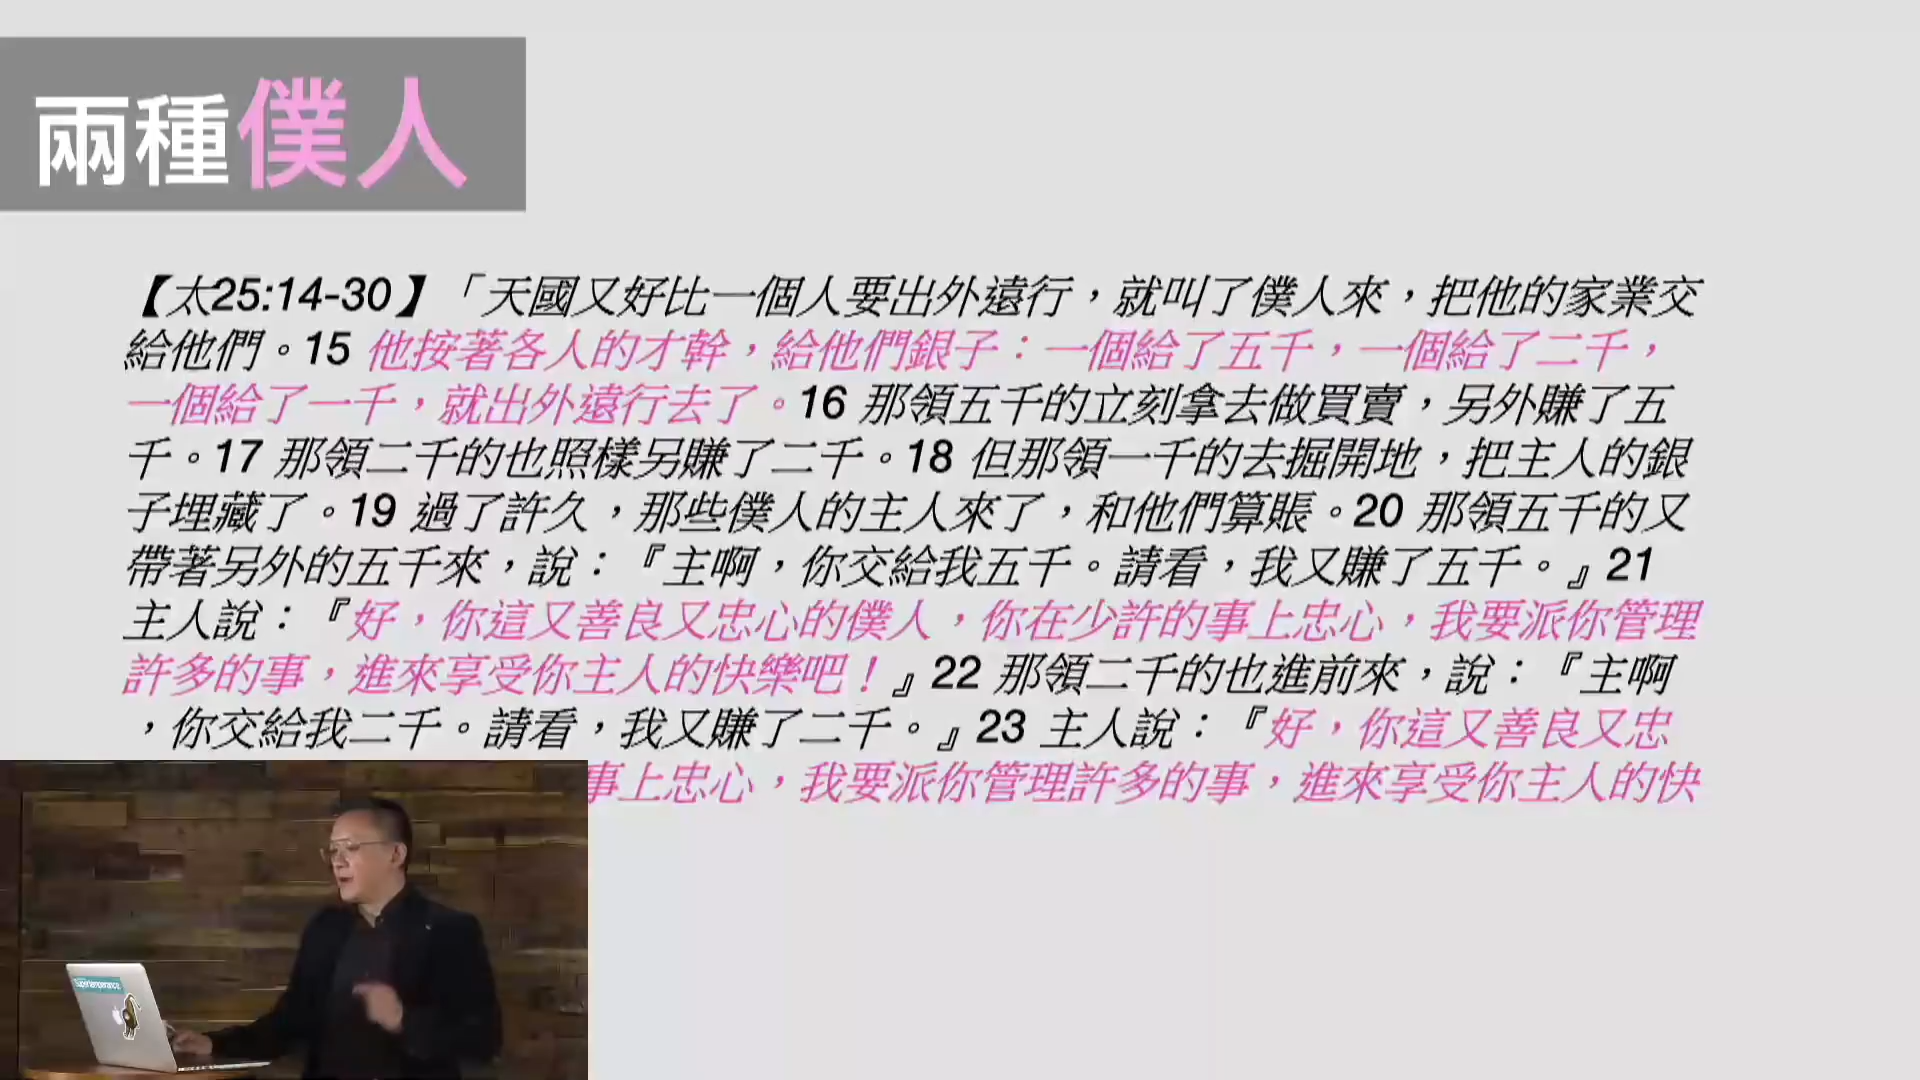 兩種僕人
【太25:14-30】「天國又好比一個人要出外遠行，就叫了僕人來，把他的家業交
給他們。15 他按著各人的才幹，給他們銀子：一個給了五千，一個給了二千，
一個給了一千，就出外遠行去了。16 那領五千的立刻拿去做買賣，另外賺了五
千。17 那領二千的也照樣另賺了二千。18 但那領一千的去掘開地，把主人的銀
子埋藏了。19 過了許久，那些僕人的主人來了，和他們算賬。20 那領五千的又
帶著另外的五千來，說：『主啊，你交給我五千。請看，我又賺了五千。』21
主人說：『好，你這又善良又忠心的僕人，你在少許的事上忠心，我要派你管理
許多的事，進來享受你主人的快樂吧！』22 那領二千的也進前來，說：『主啊
，你交給我二千。請看，我又賺了二千。』23 主人說：『好，你這又善良又忠
事上忠心，我要派你管理許多的事，進來享受你主人的快